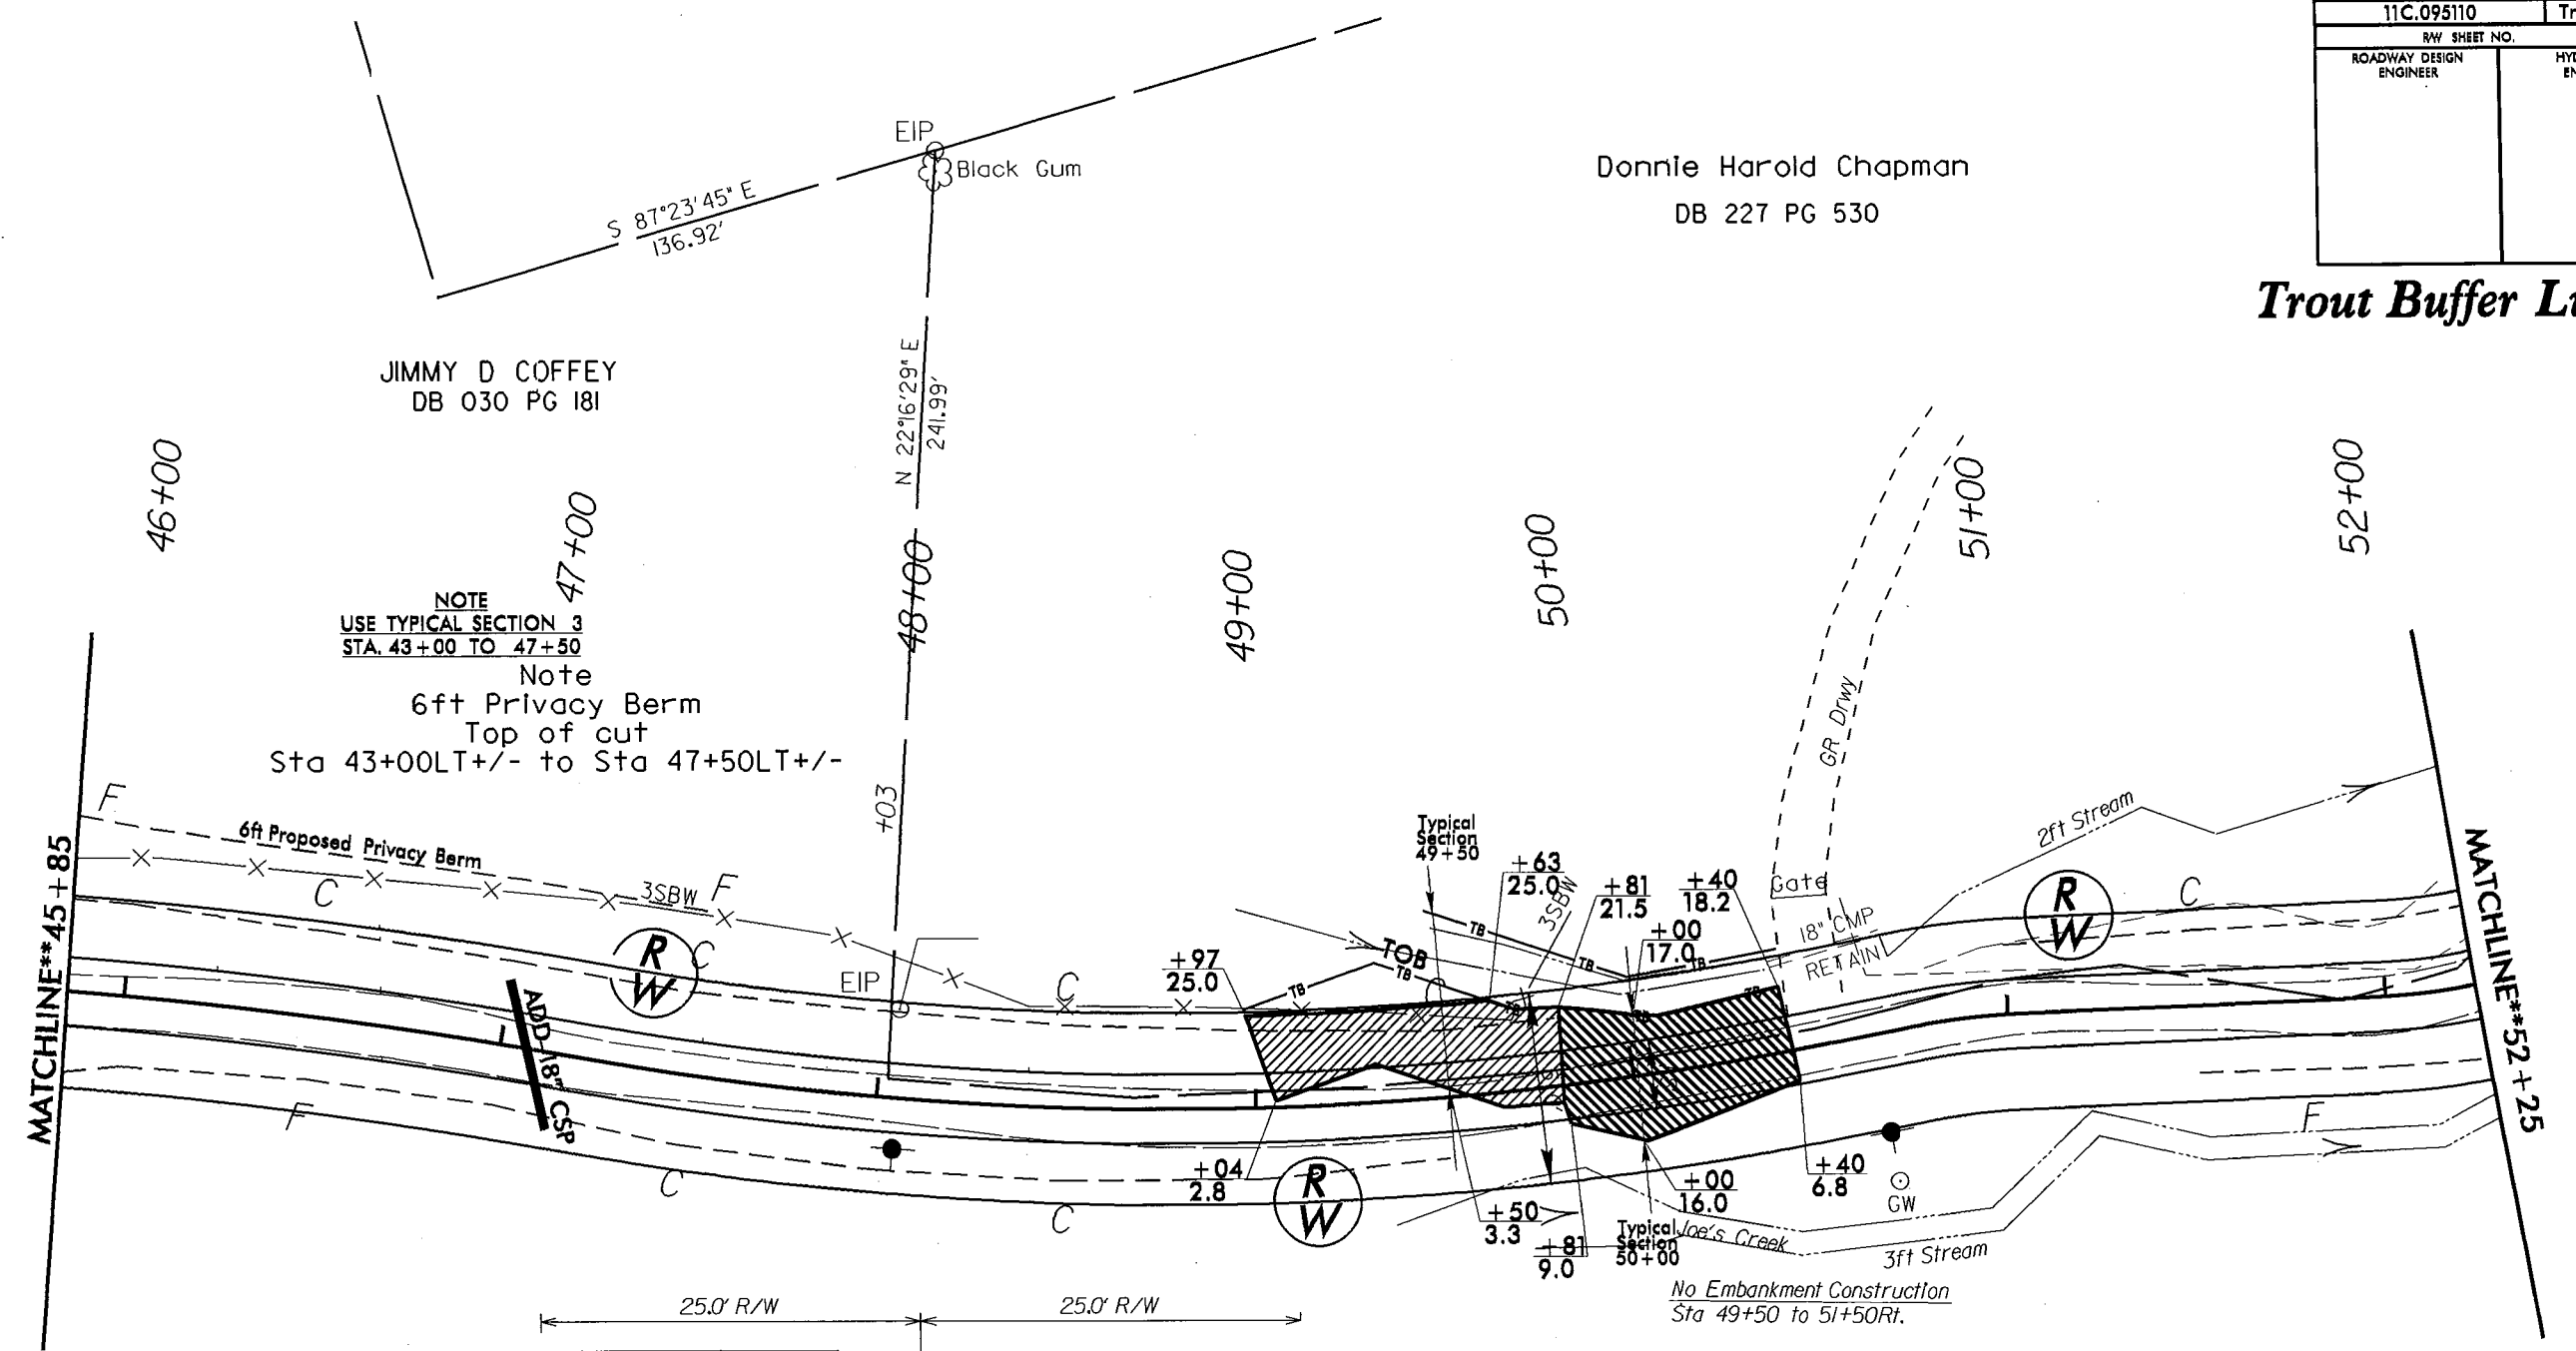 11C.095110
R/W SHEET NO.
ROADWAY DESIGN
ENGINEER
Trout Buffer
EIP
Black Gum
S 87°23'45" E
136.92'
Donnie Harold Chapman
DB 227 PG 530
JIMMY D COFFEY
DB 030 PG 181
N 22°16'29" E
241.99'
46+00
47+00
48+00
49+00
50+00
51+00
52+00
NOTE
USE TYPICAL SECTION 3
STA. 43+00 TO 47+50
Note
6ft Privacy Berm
Top of cut
Sta 43+00LT+/- to Sta 47+50LT+/-
+03
GR Drwy
F
6ft Proposed Privacy Berm
C
3SBW
F
MATCHLINE**45+85
R
W
C
EIP
C
ADD-18" CSP
F
C
C
+97
25.0
TB
TB
TOB
Typical
Section
49+50
TB
TB
TB
TB
TB
+63
25.0
3SBW
+81
21.5
+00
17.0
+40
18.2
Gate
18" CMP
RETAIN
2ft Stream
R
W
C
MATCHLINE**52+25
+04
2.8
R
W
+50
3.3
+81
9.0
Typical
Section
50+00
+00
16.0
+40
6.8
GW
F
Joe's Creek
3ft Stream
No Embankment Construction
Sta 49+50 to 51+50Rt.
25.0' R/W
25.0' R/W